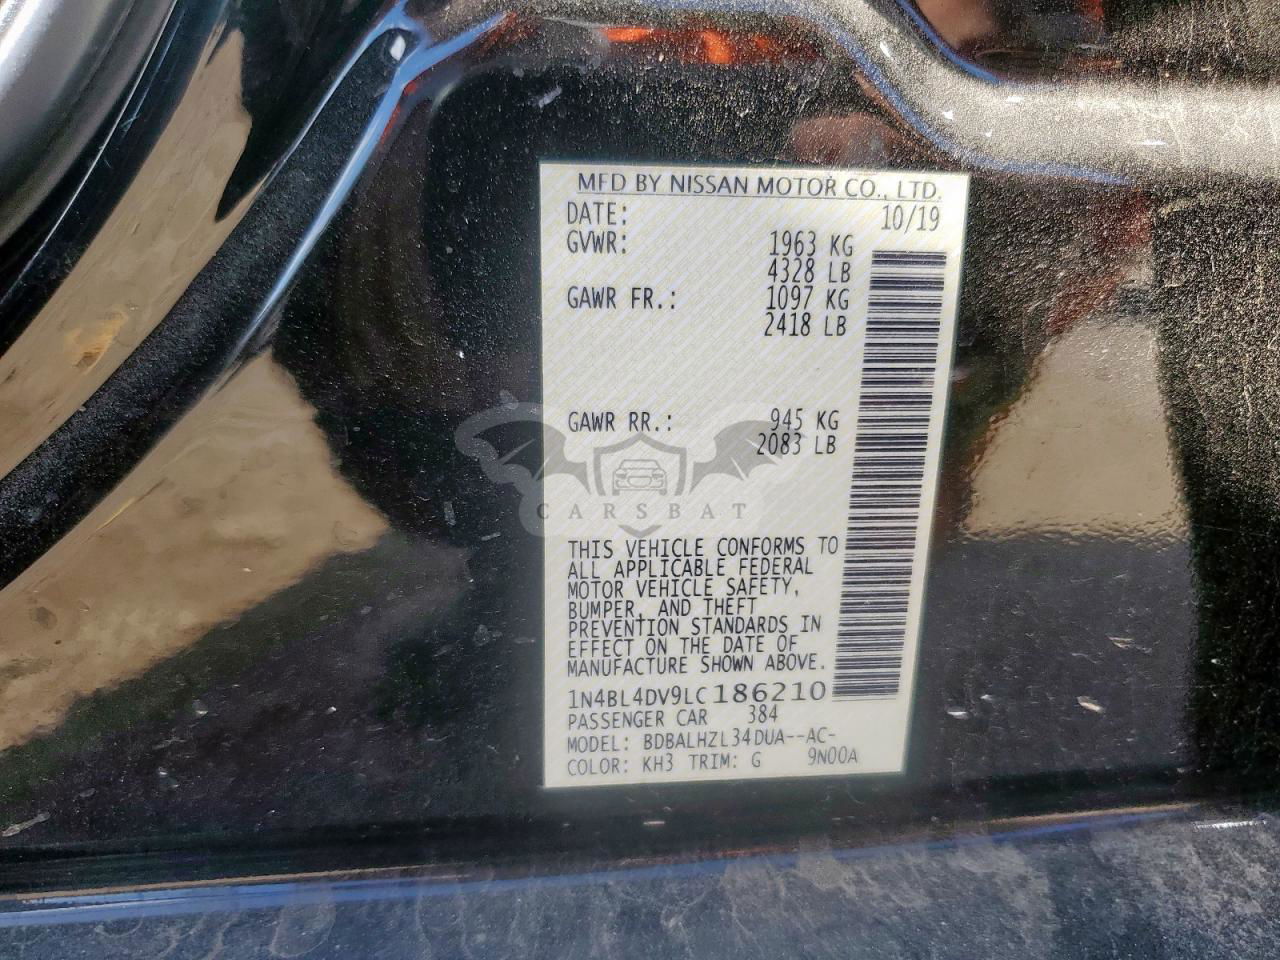 MFD BY NISSAN MOTOR CO., LTD.
DATE: 10/19
GVWR: 1963 KG
4328 LB
GAWR FR.: 1097 KG
2418 LB
GAWR RR.: 945 KG
2083 LB
CARSBAT
THIS VEHICLE CONFORMS TO
ALL APPLICABLE FEDERAL
MOTOR VEHICLE SAFETY,
BUMPER, AND THEFT
PREVENTION STANDARDS IN
EFFECT ON THE DATE OF
MANUFACTURE SHOWN ABOVE.
1N4BL4DV9LC186210
PASSENGER CAR 384
MODEL: BDBALHZL34DUA--AC-
COLOR: KH3 TRIM: G 9N00A